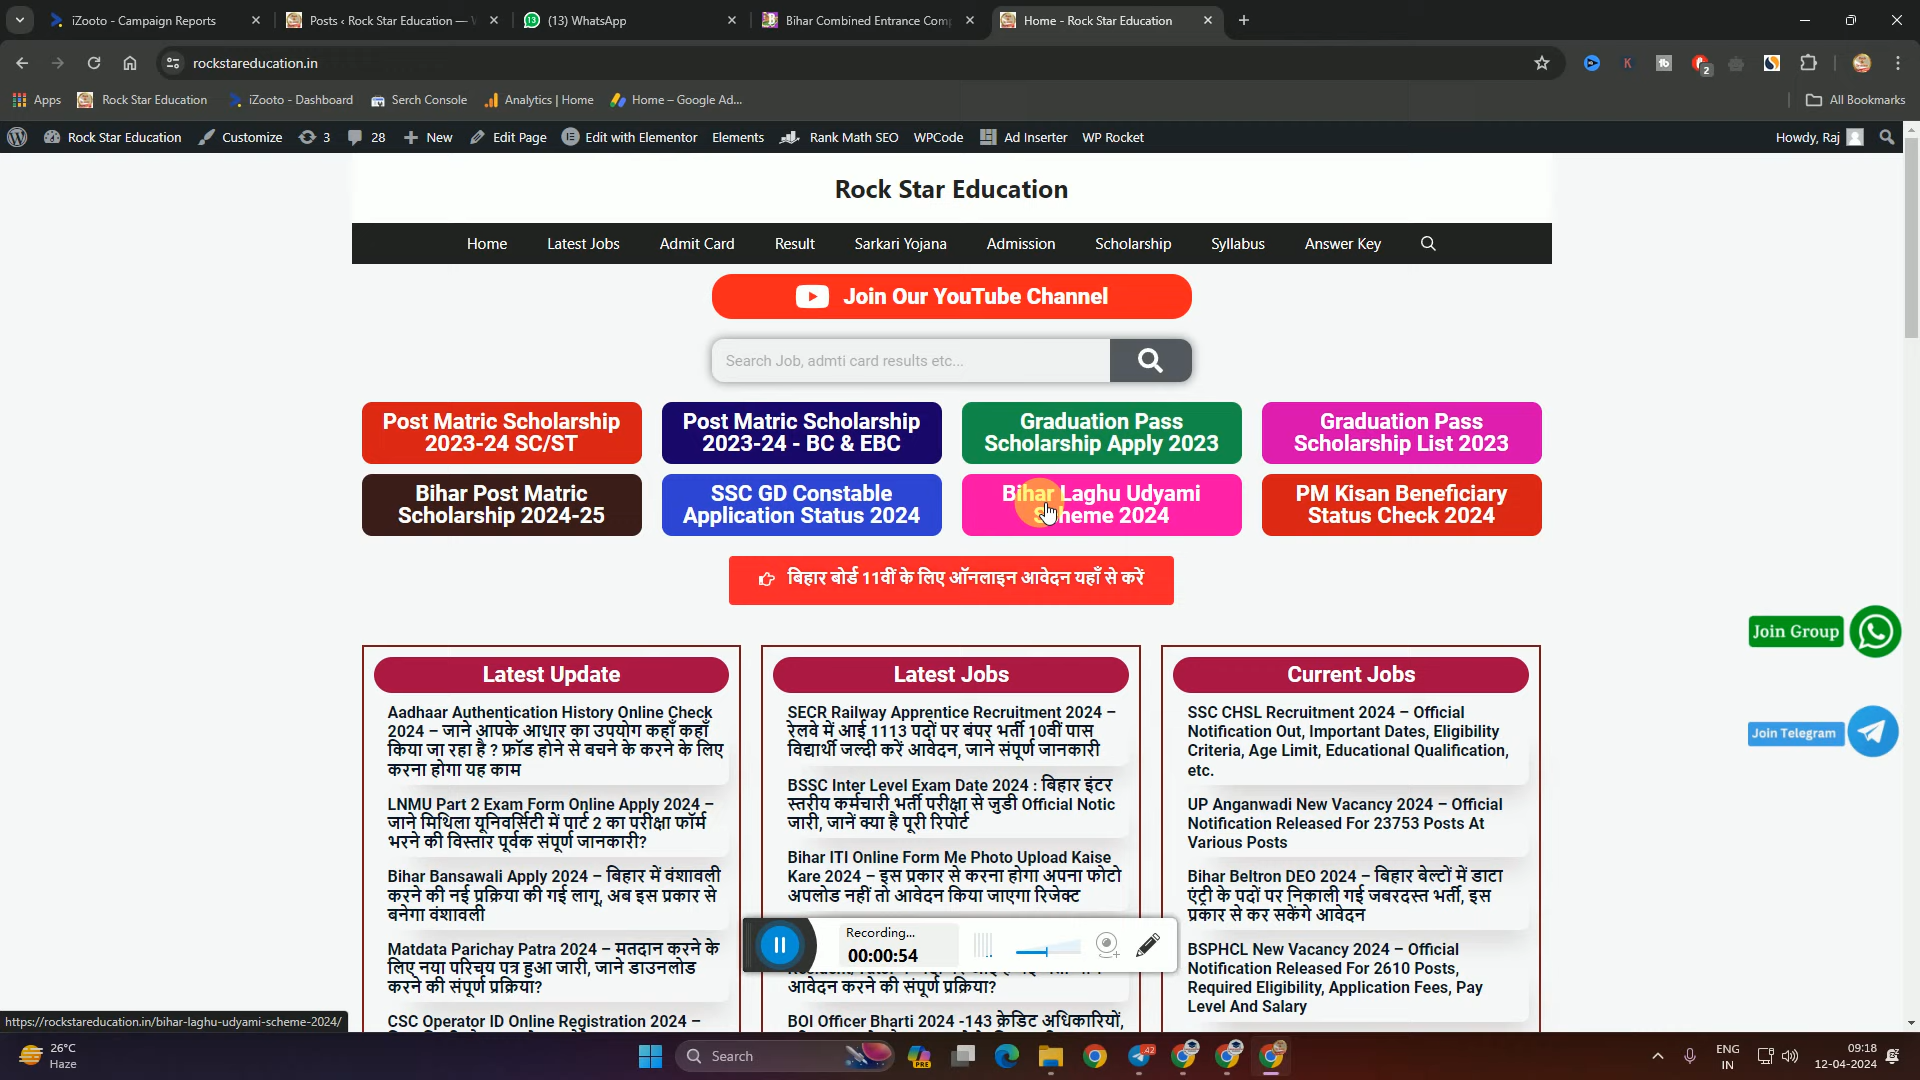 iZooto - Campaign Reports
Posts ‹ Rock Star Education —
(13) WhatsApp
Bihar Combined Entrance Comp
Home - Rock Star Education
rockstareducation.in
2
Apps
Rock Star Education
iZooto - Dashboard
Serch Console
Analytics | Home
Home – Google Ad...
All Bookmarks
Rock Star Education
Customize
3
28
New
Edit Page
Edit with Elementor
Elements
Rank Math SEO
WPCode
Ad Inserter
WP Rocket
Howdy, Raj
Rock Star Education
Home
Latest Jobs
Admit Card
Result
Sarkari Yojana
Admission
Scholarship
Syllabus
Answer Key
Join Our YouTube Channel
Search Job, admti card results etc...
Post Matric Scholarship
2023-24 SC/ST
Post Matric Scholarship
2023-24 - BC & EBC
Graduation Pass
Scholarship Apply 2023
Graduation Pass
Scholarship List 2023
Bihar Post Matric
Scholarship 2024-25
SSC GD Constable
Application Status 2024
Bihar Laghu Udyami
Scheme 2024
PM Kisan Beneficiary
Status Check 2024
बिहार बोर्ड 11वीं के लिए ऑनलाइन आवेदन यहाँ से करें
Join Group
Join Telegram
Latest Update
Aadhaar Authentication History Online Check
2024 – जाने आपके आधार का उपयोग कहाँ कहाँ
किया जा रहा है ? फ्रॉड होने से बचने के करने के लिए
करना होगा यह काम
LNMU Part 2 Exam Form Online Apply 2024 –
जाने मिथिला यूनिवर्सिटी में पार्ट 2 का परीक्षा फॉर्म
भरने की विस्तार पूर्वक संपूर्ण जानकारी?
Bihar Bansawali Apply 2024 – बिहार में वंशावली
करने की नई प्रक्रिया की गई लागू, अब इस प्रकार से
बनेगा वंशावली
Matdata Parichay Patra 2024 – मतदान करने के
लिए नया परिचय पत्र हुआ जारी, जाने डाउनलोड
करने की संपूर्ण प्रक्रिया?
CSC Operator ID Online Registration 2024 –
Latest Jobs
SECR Railway Apprentice Recruitment 2024 –
रेलवे में आई 1113 पदों पर बंपर भर्ती 10वीं पास
विद्यार्थी जल्दी करें आवेदन, जाने संपूर्ण जानकारी
BSSC Inter Level Exam Date 2024 : बिहार इंटर
स्तरीय कर्मचारी भर्ती परीक्षा से जुडी Official Notic
जारी, जानें क्या है पूरी रिपोर्ट
Bihar ITI Online Form Me Photo Upload Kaise
Kare 2024 – इस प्रकार से करना होगा अपना फोटो
अपलोड नहीं तो आवेदन किया जाएगा रिजेक्ट
आवेदन करने की संपूर्ण प्रक्रिया?
BOI Officer Bharti 2024 -143 क्रेडिट अधिकारियों,
Current Jobs
SSC CHSL Recruitment 2024 – Official
Notification Out, Important Dates, Eligibility
Criteria, Age Limit, Educational Qualification,
etc.
UP Anganwadi New Vacancy 2024 – Official
Notification Released For 23753 Posts At
Various Posts
Bihar Beltron DEO 2024 – बिहार बेल्ट्रॉन में डाटा
एंट्री के पदों पर निकाली गई जबरदस्त भर्ती, इस
प्रकार से कर सकेंगे आवेदन
BSPHCL New Vacancy 2024 – Official
Notification Released For 2610 Posts,
Required Eligibility, Application Fees, Pay
Level And Salary
Recording...
00:00:54
https://rockstareducation.in/bihar-laghu-udyami-scheme-2024/
26°C
Haze
Search
PRE
42
ENG
IN
09:18
12-04-2024